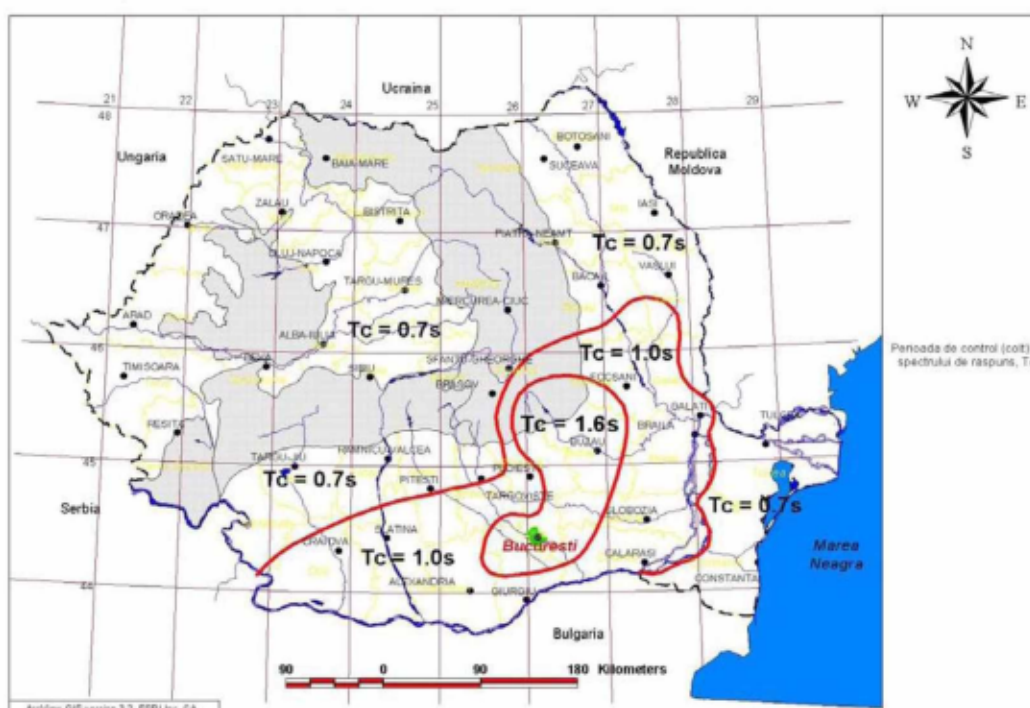 N
W E
S
21 22 23 24 25 26 27 28 29
48
47
46
45
44
Ucraina
Ungaria
Republica
Moldova
BOTOSANI
SATU-MARE
BAIA-MARE
SUCEAVA
ZALAU
BISTRITA
IASI
ORADEA
PIATRA-NEAMT
Tc = 0.7s
CLUJ-NAPOCA
VASLUI
TARGU-MURES
BACAU
MIERCUREA-CIUC
ARAD
ALBA-IULIA
Tc = 0.7s
Tc = 1.0s
Perioada de control (colt)
spectrului de raspuns, T
TIMISOARA
DEVA
SIBIU
SFANTU-GHEORGHE
BRASOV
FOCSANI
RESITA
GALATI
TULCEA
BRAILA
Tc = 1.6s
BUZAU
TARGU-JIU
RAMNICU-VALCEA
Tc = 0.7s
PITESTI
PLOIESTI
TARGOVISTE
Serbia
SLOBOZIA
Tc = 0.7s
SLATINA
CRAIOVA
Bucuresti
Tc = 1.0s
CALARASI
Marea
Neagra
ALEXANDRIA
CONSTANTA
GIURGIU
Bulgaria
90 0 90 180 Kilometers